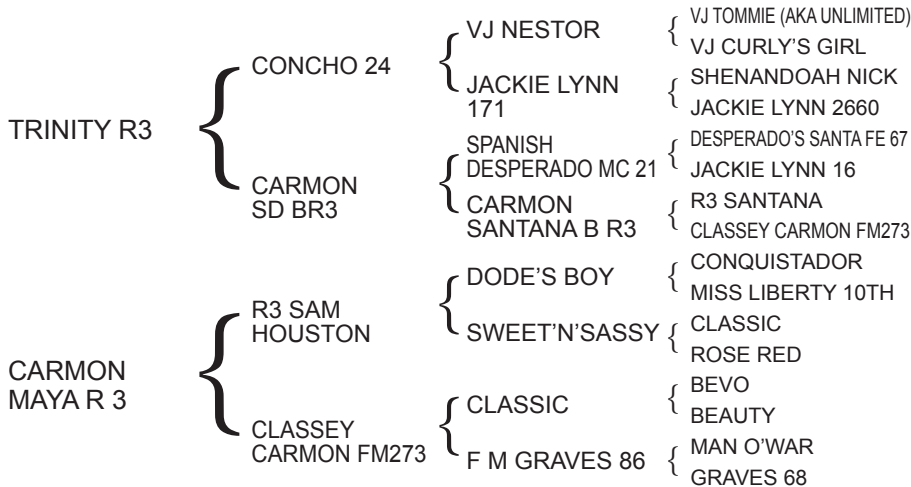 TRINITY R3
CARMON
MAYA R 3
CONCHO 24
CARMON
SD BR3
R3 SAM
HOUSTON
CLASSEY
CARMON FM273
VJ NESTOR
JACKIE LYNN
171
SPANISH
DESPERADO MC 21
CARMON
SANTANA B R3
DODE'S BOY
SWEET'N'SASSY
CLASSIC
F M GRAVES 86
VJ TOMMIE (AKA UNLIMITED)
VJ CURLY'S GIRL
SHENANDOAH NICK
JACKIE LYNN 2660
DESPERADO'S SANTA FE 67
JACKIE LYNN 16
R3 SANTANA
CLASSEY CARMON FM273
CONQUISTADOR
MISS LIBERTY 10TH
CLASSIC
ROSE RED
BEVO
BEAUTY
MAN O'WAR
GRAVES 68